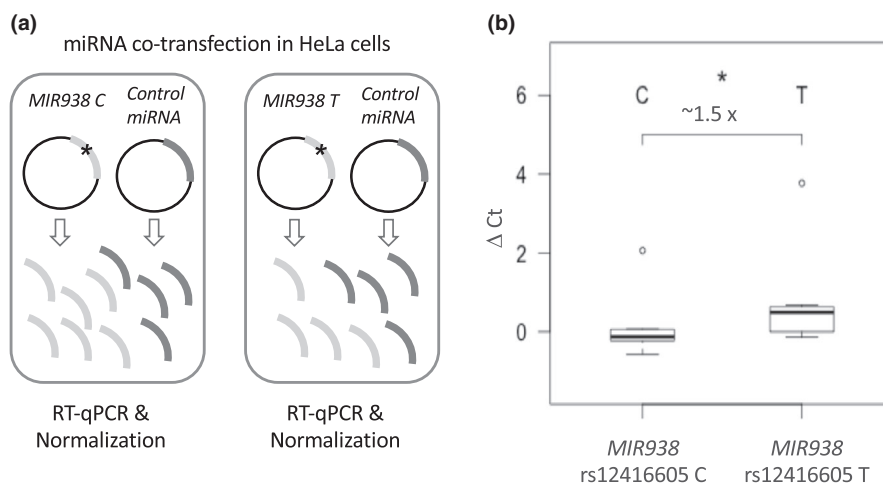 (a)
miRNA co-transfection in HeLa cells
MIR938 C
Control
miRNA
*
MIR938 T
Control
miRNA
*
RT-qPCR &
Normalization
RT-qPCR &
Normalization
(b)
Δ Ct
6
4
2
0
C
*
T
~1.5 x
MIR938
rs12416605 C
MIR938
rs12416605 T